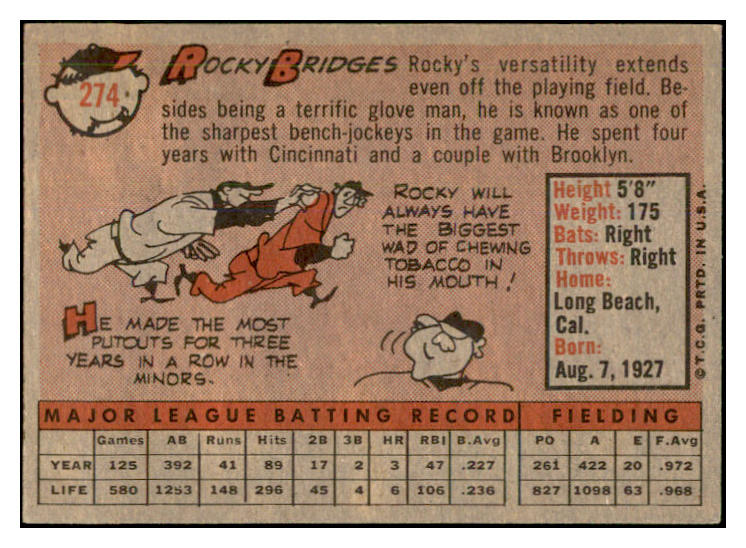 274
ROCKY BRIDGES Rocky's versatility extends
even off the playing field. Be-
sides being a terrific glove man, he is known as one of
the sharpest bench-jockeys in the game. He spent four
years with Cincinnati and a couple with Brooklyn.
ROCKY WILL
ALWAYS HAVE
THE BIGGEST
WAD OF CHEWING
TOBACCO IN
HIS MOUTH!
HE MADE THE MOST
PUTOUTS FOR THREE
YEARS IN A ROW IN THE
MINORS.
Height 5'8"
Weight: 175
Bats: Right
Throws: Right
Home:
Long Beach,
Cal.
Born:
Aug. 7, 1927
©T.C.G. PRTD. IN U.S.A.
MAJOR LEAGUE BATTING RECORD FIELDING
Games AB Runs Hits 2B 3B HR RBI B.Avg PO A E F.Avg
YEAR 125 392 41 89 17 2 3 47 .227 261 422 20 .972
LIFE 580 1253 148 296 45 4 6 106 .236 827 1098 63 .968